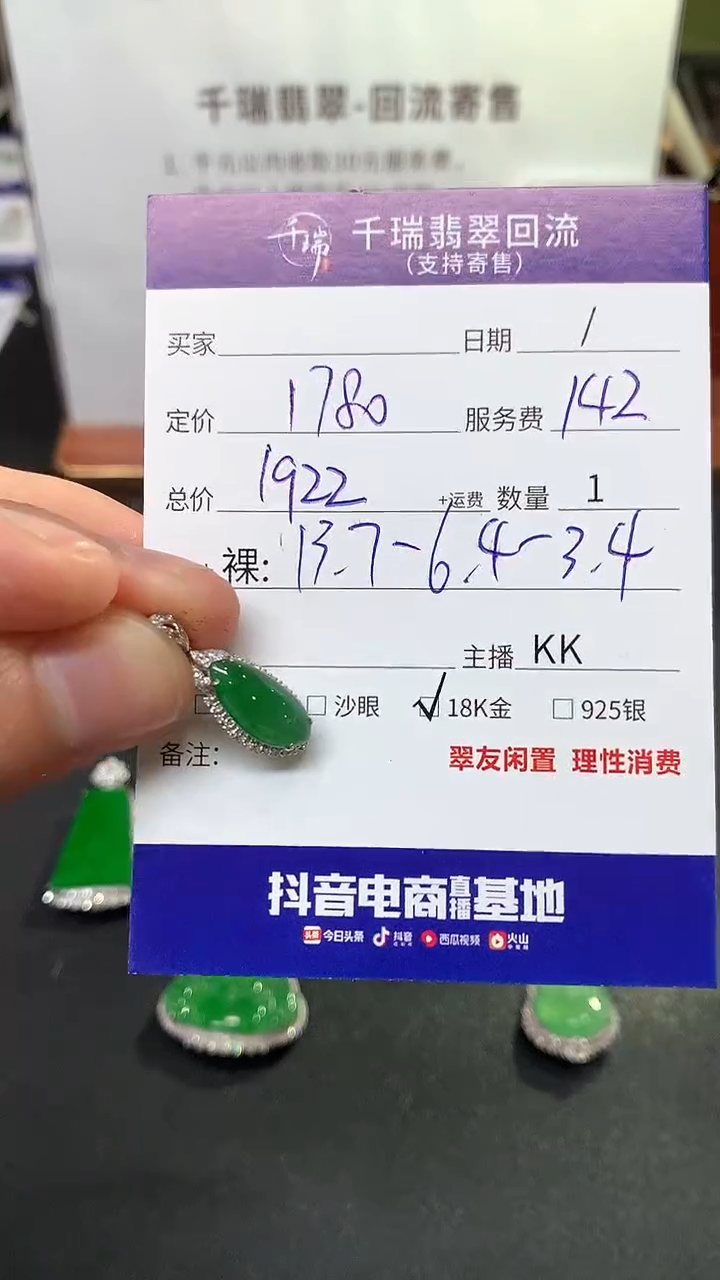 千瑞翡翠-回流寄售
千瑞 千瑞翡翠回流
(支持寄售)
买家 日期 /
定价 1780 服务费 142
总价 1922 +运费 数量 1
裸: 13.7-6.4-3.4
主播 KK
沙眼 ✓ 18K金 925银
备注: 翠友闲置 理性消费
抖音电商直播基地
头条 今日头条 抖音 西瓜视频 火山